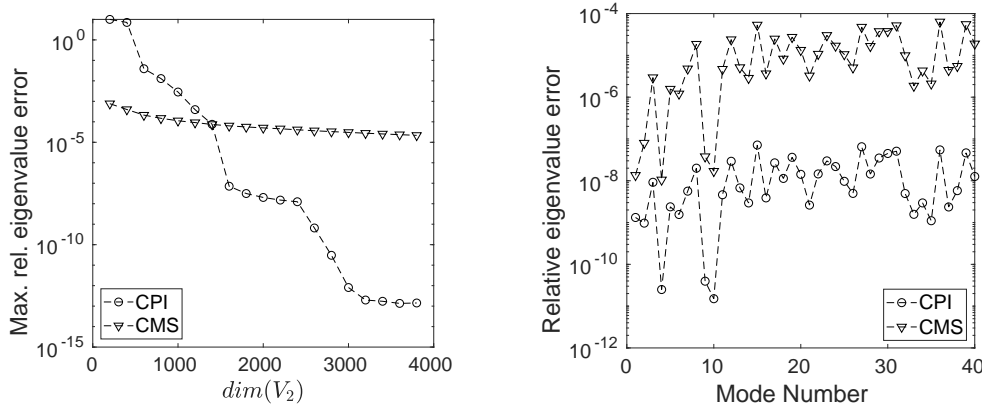 Max. rel. eigenvalue error
10^0
10^-5
10^-10
10^-15
0
1000
2000
3000
4000
dim(V_2)
CPI
CMS
Relative eigenvalue error
10^-4
10^-6
10^-8
10^-10
10^-12
0
10
20
30
40
Mode Number
CPI
CMS